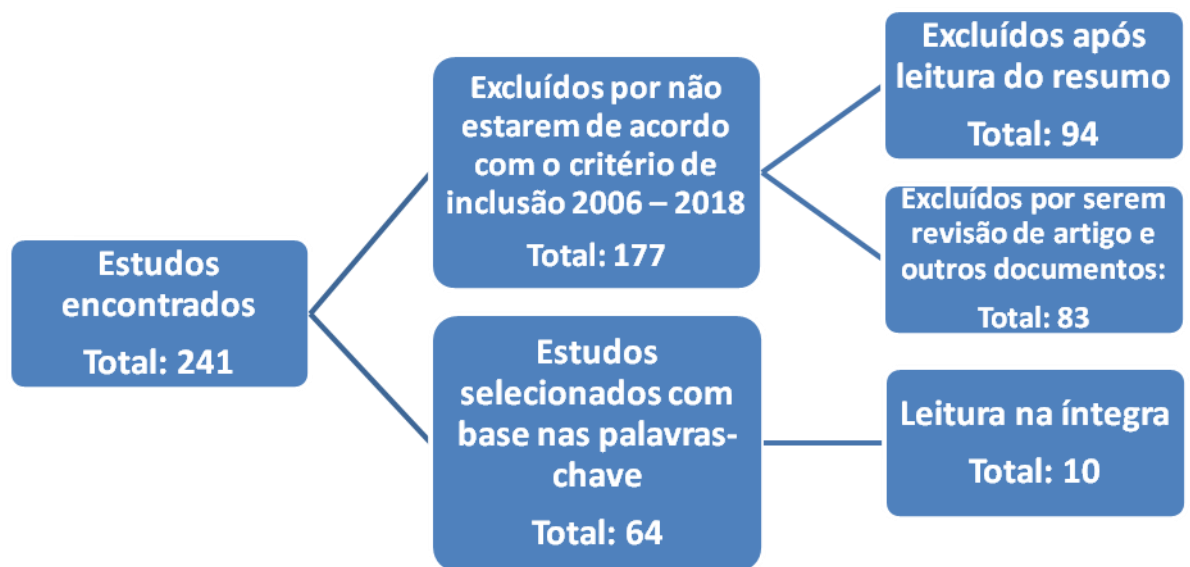 Estudos
encontrados
Total: 241
Excluídos por não
estarem de acordo
com o critério de
inclusão 2006 – 2018
Total: 177
Estudos
selecionados com
base nas palavras-
chave
Total: 64
Excluídos após
leitura do resumo
Total: 94
Excluídos por serem
revisão de artigo e
outros documentos:
Total: 83
Leitura na íntegra
Total: 10